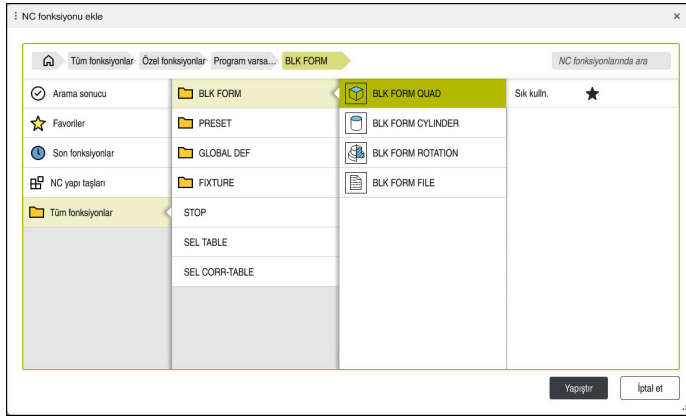 NC fonksiyonu ekle
Tüm fonksiyonlar Özel fonksiyonlar Program varsa... BLK FORM
NC fonksiyonlarında ara
Arama sonucu
Favoriler
Son fonksiyonlar
NC yapı taşları
Tüm fonksiyonlar
BLK FORM
PRESET
GLOBAL DEF
FIXTURE
STOP
SEL TABLE
SEL CORR-TABLE
BLK FORM QUAD
BLK FORM CYLINDER
BLK FORM ROTATION
BLK FORM FILE
Sık kulln.
Yapıştır
İptal et